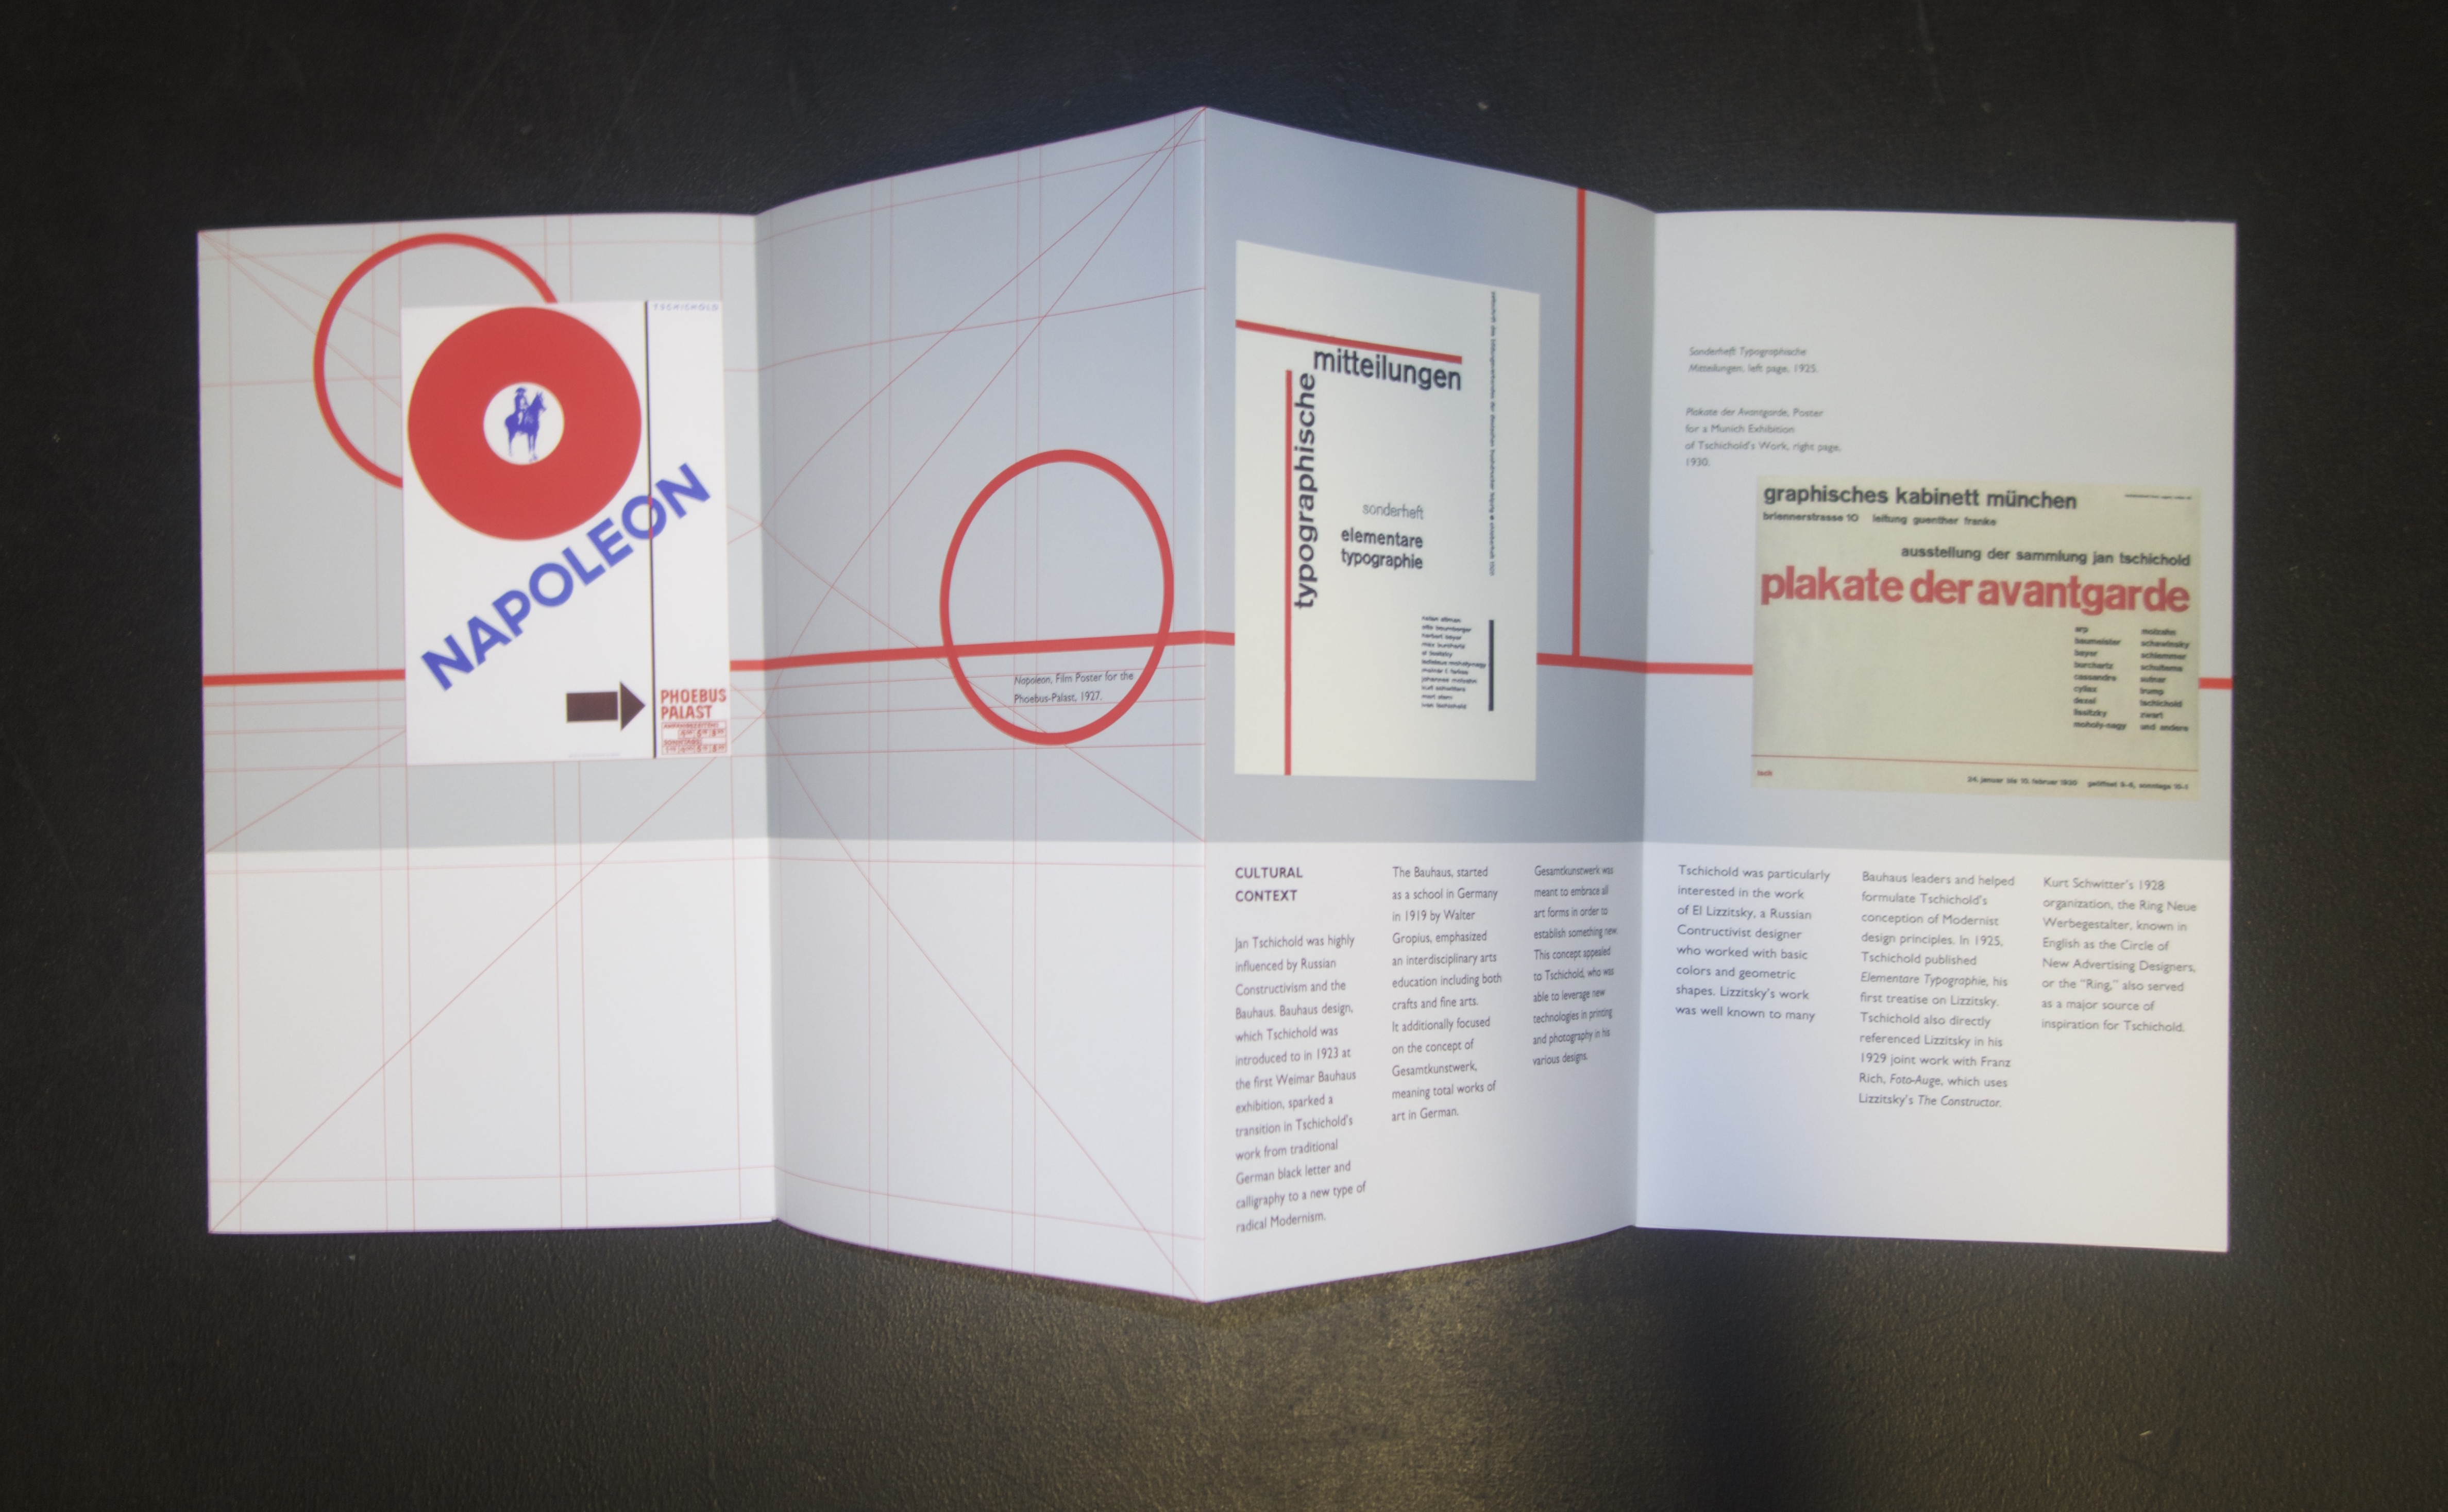 TSCHICHOLD
NAPOLEON
PHOEBUS
PALAST
Napoleon, Film Poster for the
Phoebus-Palast, 1927.
mitteilungen
typographische
sonderheft
elementare
typographie
Sonderheft Typographische
Mitteilungen, left page, 1925.
Plakate der Avantgarde, Poster
for a Munich Exhibition
of Tschichold's Work, right page,
1930.
graphisches kabinett münchen
briennerstrasse 10 leitung guenther franke
ausstellung der sammlung jan tschichold
plakate der avantgarde
arp
baumeister
bayer
burchartz
cassandre
cyliax
dexel
lissitzky
moholy-nagy
molzahn
schawinsky
schlemmer
schuitema
sutnar
trump
tschichold
zwart
und andere
24. januar bis 10. februar 1930 geöffnet 9-6, sonntags 10-1
CULTURAL
CONTEXT
Jan Tschichold was highly
influenced by Russian
Constructivism and the
Bauhaus. Bauhaus design,
which Tschichold was
introduced to in 1923 at
the first Weimar Bauhaus
exhibition, sparked a
transition in Tschichold's
work from traditional
German black letter and
calligraphy to a new type of
radical Modernism.
The Bauhaus, started
as a school in Germany
in 1919 by Walter
Gropius, emphasized
an interdisciplinary arts
education including both
crafts and fine arts.
It additionally focused
on the concept of
Gesamtkunstwerk,
meaning total works of
art in German.
Gesamtkunstwerk was
meant to embrace all
art forms in order to
establish something new.
This concept appealed
to Tschichold, who was
able to leverage new
technologies in printing
and photography in his
various designs.
Tschichold was particularly
interested in the work
of El Lizzitsky, a Russian
Contructivist designer
who worked with basic
colors and geometric
shapes. Lizzitsky's work
was well known to many
Bauhaus leaders and helped
formulate Tschichold's
conception of Modernist
design principles. In 1925,
Tschichold published
Elementare Typographie, his
first treatise on Lizzitsky.
Tschichold also directly
referenced Lizzitsky in his
1929 joint work with Franz
Rich, Foto-Auge, which uses
Lizzitsky's The Constructor.
Kurt Schwitter's 1928
organization, the Ring Neue
Werbegestalter, known in
English as the Circle of
New Advertising Designers,
or the "Ring," also served
as a major source of
inspiration for Tschichold.